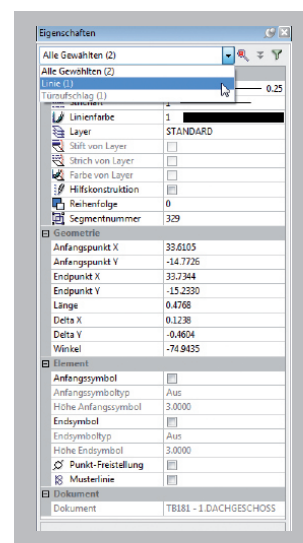 Eigenschaften
Alle Gewählten (2)
Alle Gewählten (2)
Linie (1)
Türaufschlag (1)
0.25
Strichart 1
Linienfarbe 1
Layer STANDARD
Stift von Layer
Strich von Layer
Farbe von Layer
Hilfskonstruktion
Reihenfolge 0
Segmentnummer 329
Geometrie
Anfangspunkt X 33.6105
Anfangspunkt Y -14.7726
Endpunkt X 33.7344
Endpunkt Y -15.2330
Länge 0.4768
Delta X 0.1238
Delta Y -0.4604
Winkel -74.9435
Element
Anfangssymbol
Anfangssymboltyp Aus
Höhe Anfangssymbol 3.0000
Endsymbol
Endsymboltyp Aus
Höhe Endsymbol 3.0000
Punkt-Freistellung
Musterlinie
Dokument
Dokument TB181 - 1.DACHGESCHOSS